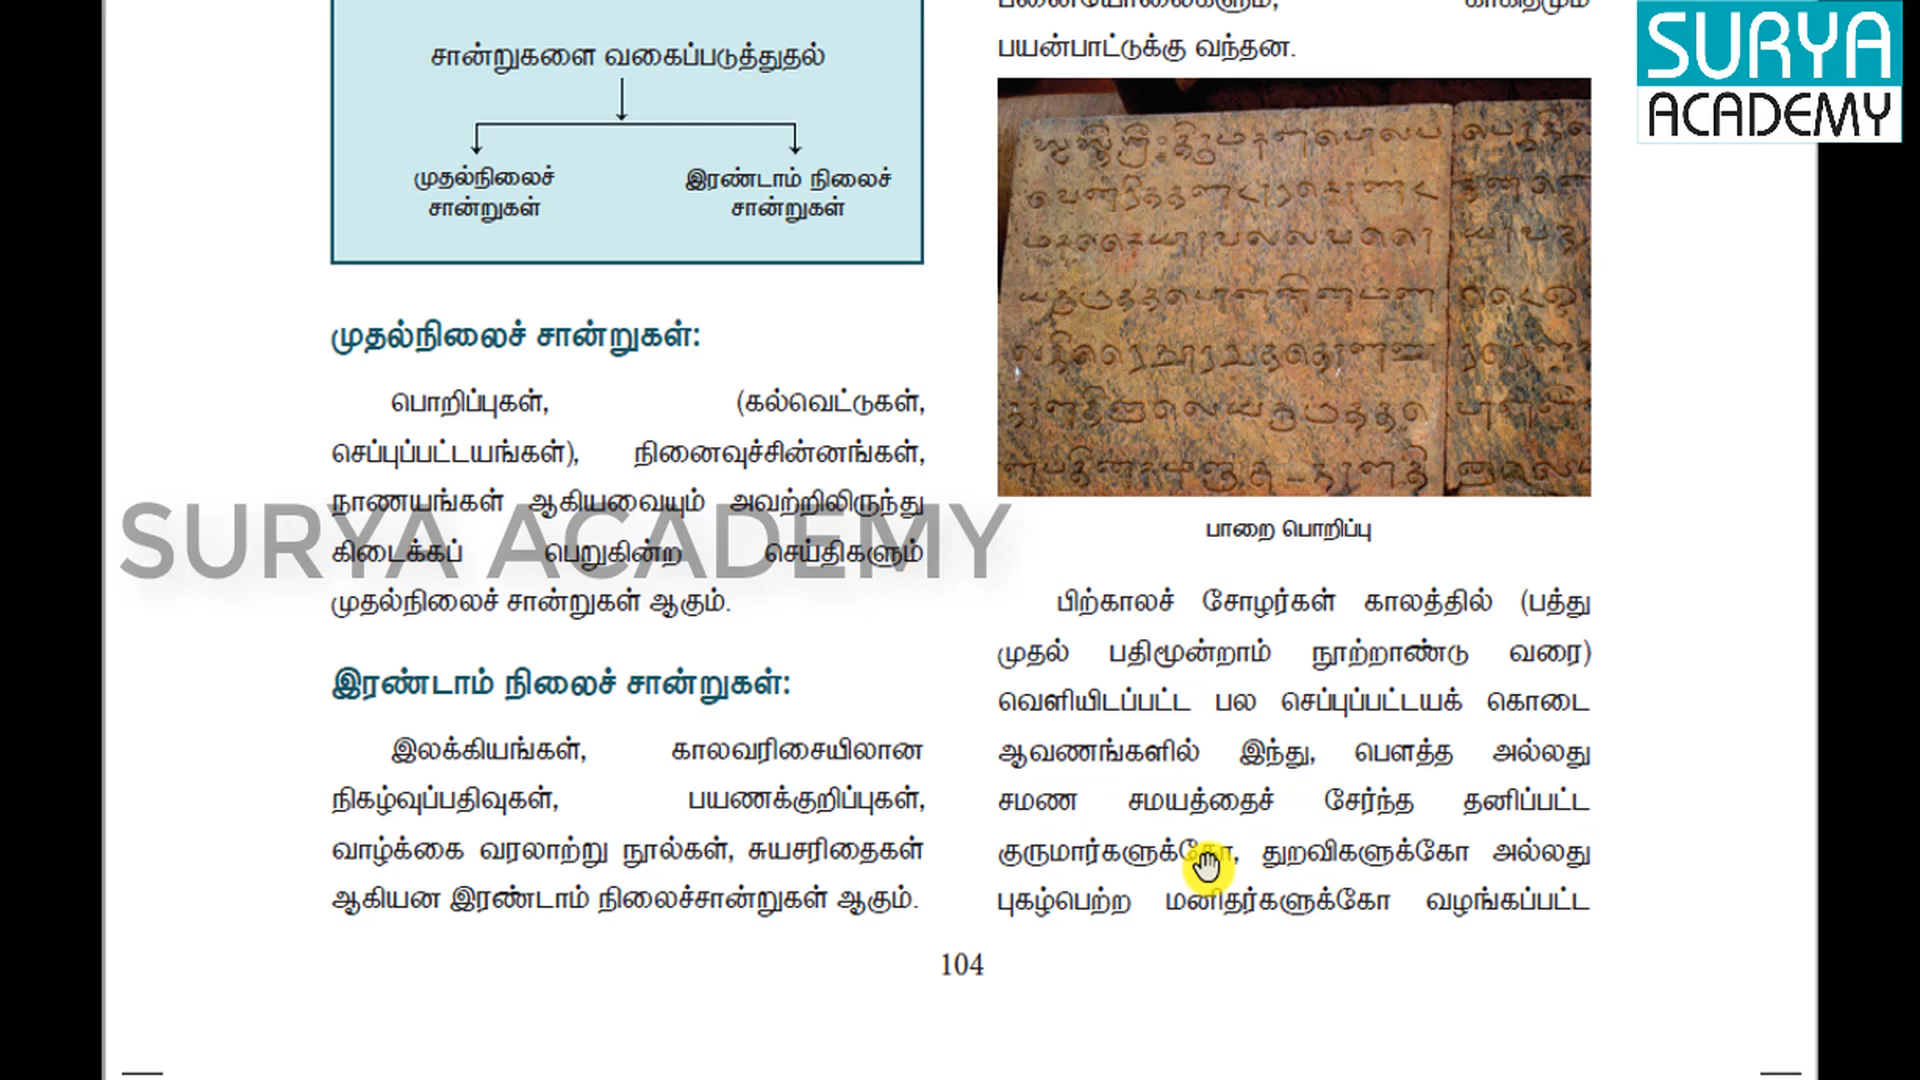 சான்றுகளை வகைப்படுத்துதல்
முதல்நிலைச்
சான்றுகள்
இரண்டாம் நிலைச்
சான்றுகள்
முதல்நிலைச் சான்றுகள்:
பொறிப்புகள், (கல்வெட்டுகள்,
செப்புப்பட்டயங்கள்), நினைவுச்சின்னங்கள்,
நாணயங்கள் ஆகியவையும் அவற்றிலிருந்து
கிடைக்கப் பெறுகின்ற செய்திகளும்
முதல்நிலைச் சான்றுகள் ஆகும்.
இரண்டாம் நிலைச் சான்றுகள்:
இலக்கியங்கள், காலவரிசையிலான
நிகழ்வுப்பதிவுகள், பயணக்குறிப்புகள்,
வாழ்க்கை வரலாற்று நூல்கள், சுயசரிதைகள்
ஆகியன இரண்டாம் நிலைச்சான்றுகள் ஆகும்.
பனையோலைகளும், காகிதமும்
பயன்பாட்டுக்கு வந்தன.
பாறை பொறிப்பு
பிற்காலச் சோழர்கள் காலத்தில் (பத்து
முதல் பதிமூன்றாம் நூற்றாண்டு வரை)
வெளியிடப்பட்ட பல செப்புப்பட்டயக் கொடை
ஆவணங்களில் இந்து, பௌத்த அல்லது
சமண சமயத்தைச் சேர்ந்த தனிப்பட்ட
குருமார்களுக்கோ, துறவிகளுக்கோ அல்லது
புகழ்பெற்ற மனிதர்களுக்கோ வழங்கப்பட்ட
104
SURYA ACADEMY
SURYA
ACADEMY